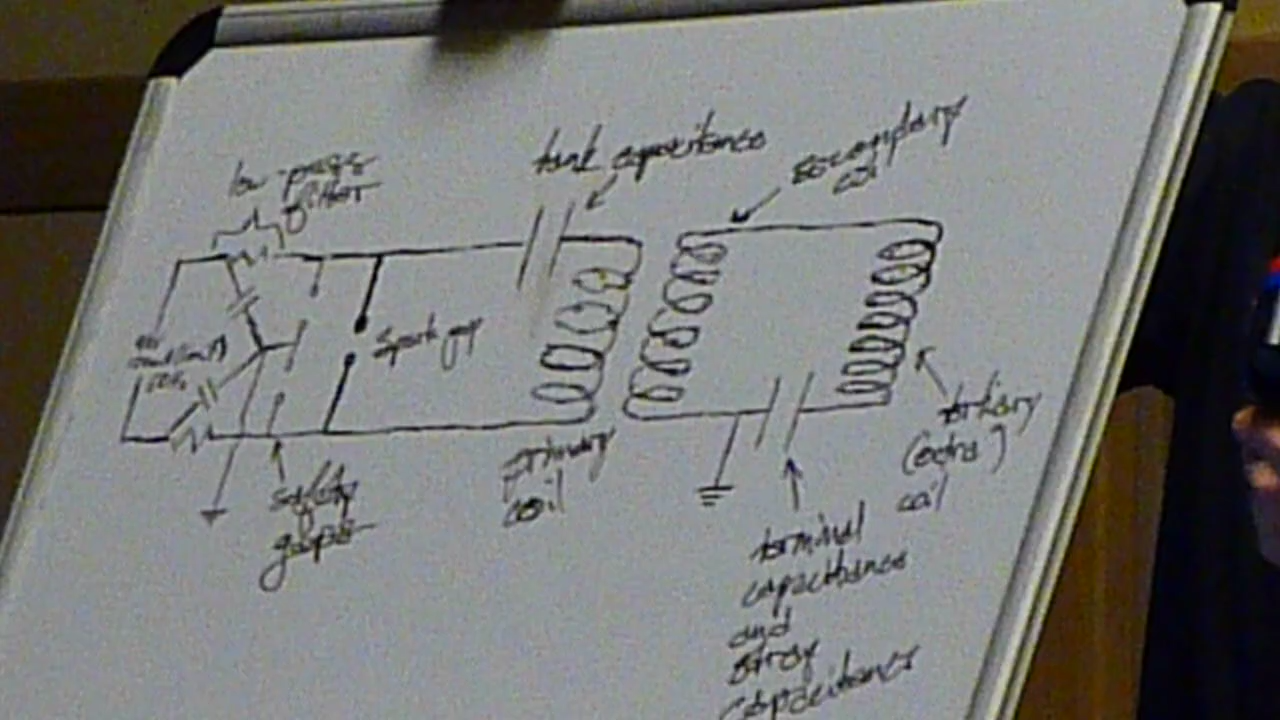 low-pass
filter
tank capacitance
secondary
coil
Spark gap
safety
gaps
primary
coil
tertiary
(extra)
coil
terminal
capacitance
and
stray
capacitance